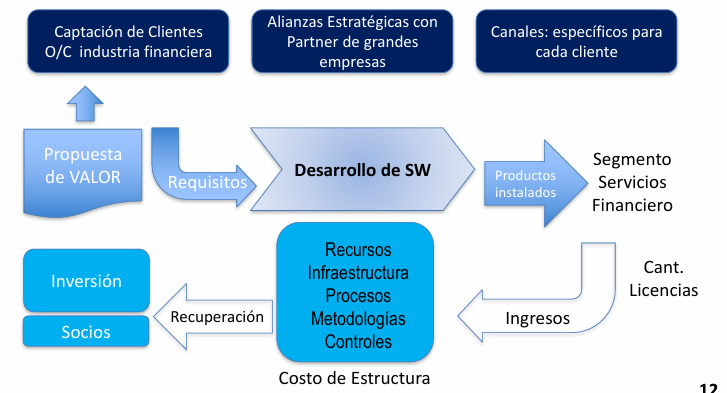 Captación de Clientes
O/C industria financiera
Alianzas Estratégicas con
Partner de grandes
empresas
Canales: específicos para
cada cliente
Propuesta
de VALOR
Requisitos
Desarrollo de SW
Productos
instalados
Segmento
Servicios
Financiero
Inversión
Socios
Recuperación
Recursos
Infraestructura
Procesos
Metodologías
Controles
Ingresos
Cant.
Licencias
Costo de Estructura
12